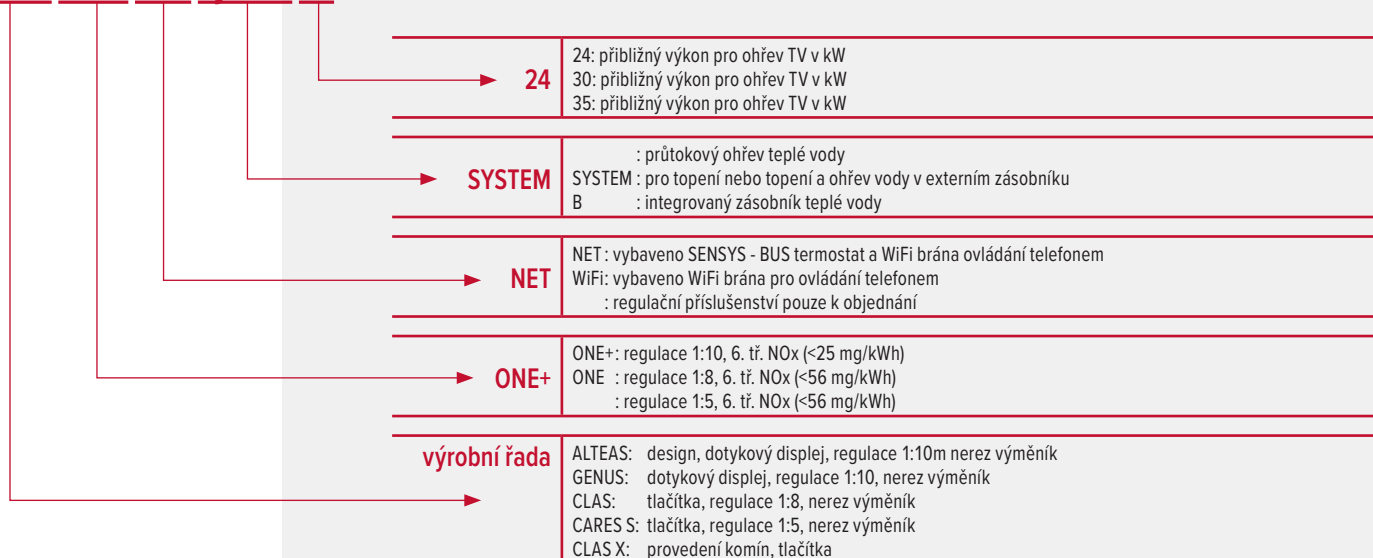 24
24: přibližný výkon pro ohřev TV v kW
30: přibližný výkon pro ohřev TV v kW
35: přibližný výkon pro ohřev TV v kW
SYSTEM
: průtokový ohřev teplé vody
SYSTEM : pro topení nebo topení a ohřev vody v externím zásobníku
B : integrovaný zásobník teplé vody
NET
NET : vybaveno SENSYS - BUS termostat a WiFi brána ovládání telefonem
WiFi: vybaveno WiFi brána pro ovládání telefonem
: regulační příslušenství pouze k objednání
ONE+
ONE+: regulace 1:10, 6. tř. NOx (<25 mg/kWh)
ONE : regulace 1:8, 6. tř. NOx (<56 mg/kWh)
: regulace 1:5, 6. tř. NOx (<56 mg/kWh)
výrobní řada
ALTEAS: design, dotykový displej, regulace 1:10m nerez výměník
GENUS: dotykový displej, regulace 1:10, nerez výměník
CLAS: tlačítka, regulace 1:8, nerez výměník
CARES S: tlačítka, regulace 1:5, nerez výměník
CLAS X: provedení komín, tlačítka